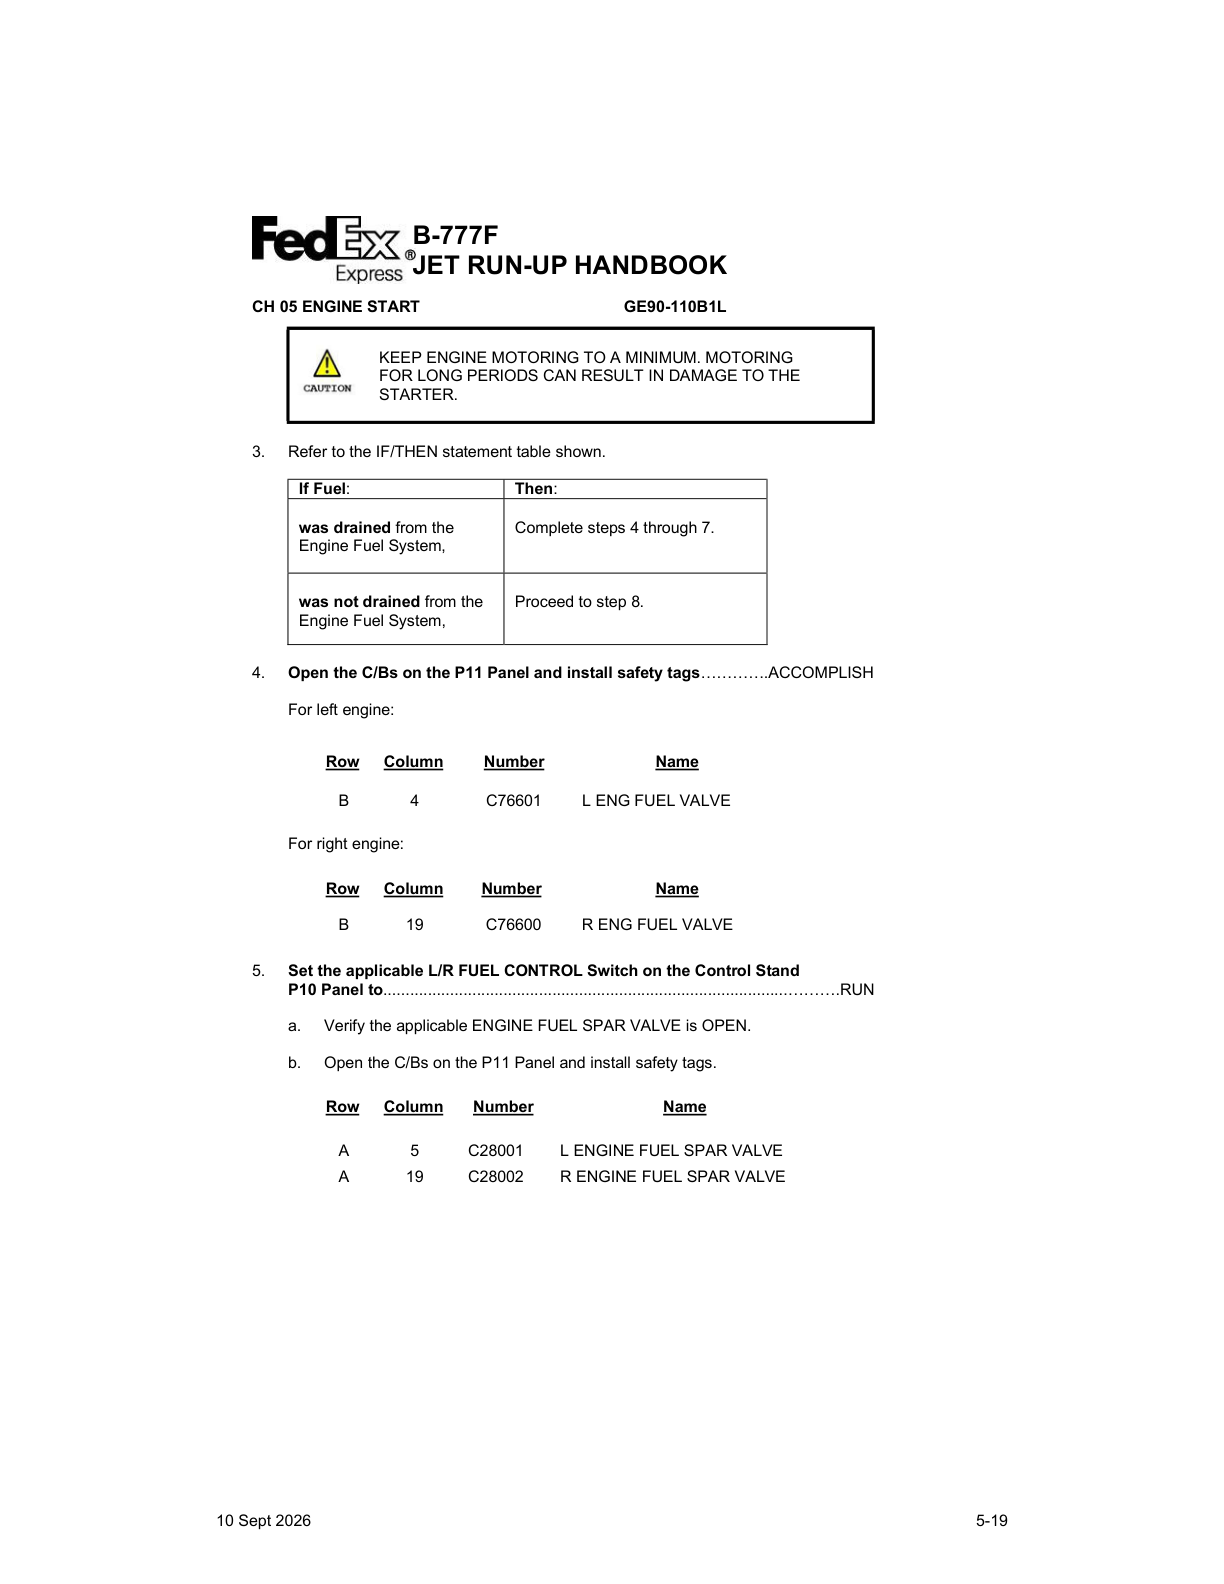 FedEx
Express ®
B-777F
JET RUN-UP HANDBOOK
CH 05 ENGINE START GE90-110B1L
CAUTION
KEEP ENGINE MOTORING TO A MINIMUM. MOTORING
FOR LONG PERIODS CAN RESULT IN DAMAGE TO THE
STARTER.
3. Refer to the IF/THEN statement table shown.
If Fuel: Then:
was drained from the Complete steps 4 through 7.
Engine Fuel System,
was not drained from the Proceed to step 8.
Engine Fuel System,
4. Open the C/Bs on the P11 Panel and install safety tags………….ACCOMPLISH
For left engine:
Row Column Number Name
B 4 C76601 L ENG FUEL VALVE
For right engine:
Row Column Number Name
B 19 C76600 R ENG FUEL VALVE
5. Set the applicable L/R FUEL CONTROL Switch on the Control Stand
P10 Panel to...........................................................................................……….RUN
a. Verify the applicable ENGINE FUEL SPAR VALVE is OPEN.
b. Open the C/Bs on the P11 Panel and install safety tags.
Row Column Number Name
A 5 C28001 L ENGINE FUEL SPAR VALVE
A 19 C28002 R ENGINE FUEL SPAR VALVE
10 Sept 2026 5-19